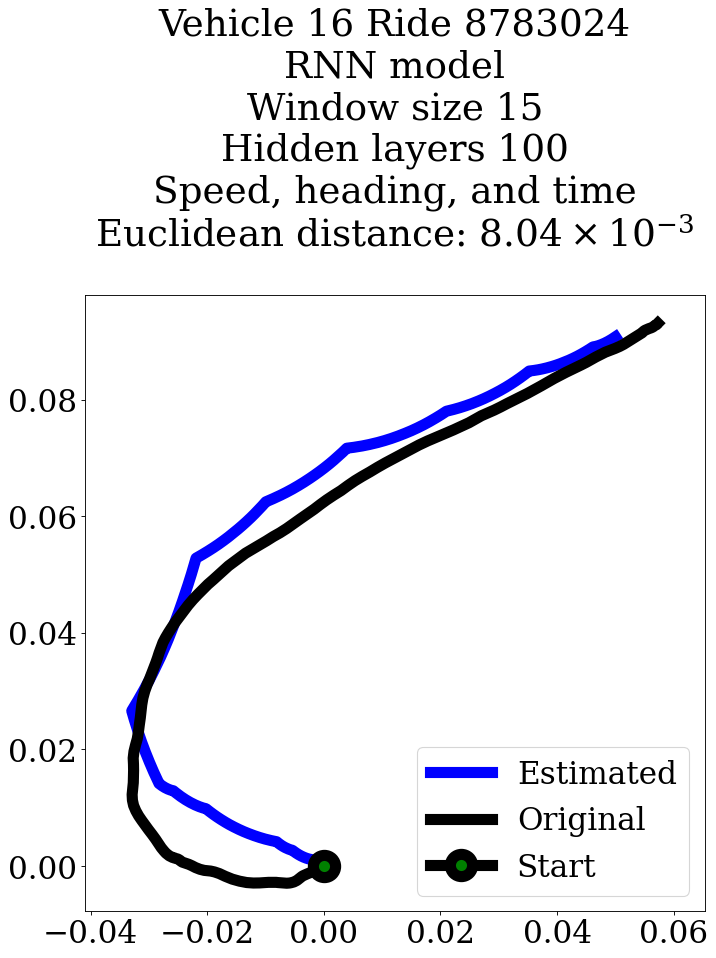 Vehicle 16 Ride 8783024
RNN model
Window size 15
Hidden layers 100
Speed, heading, and time
Euclidean distance: 8.04 × 10⁻³
0.08
0.06
0.04
0.02
0.00
−0.04 −0.02 0.00 0.02 0.04 0.06
Estimated
Original
Start